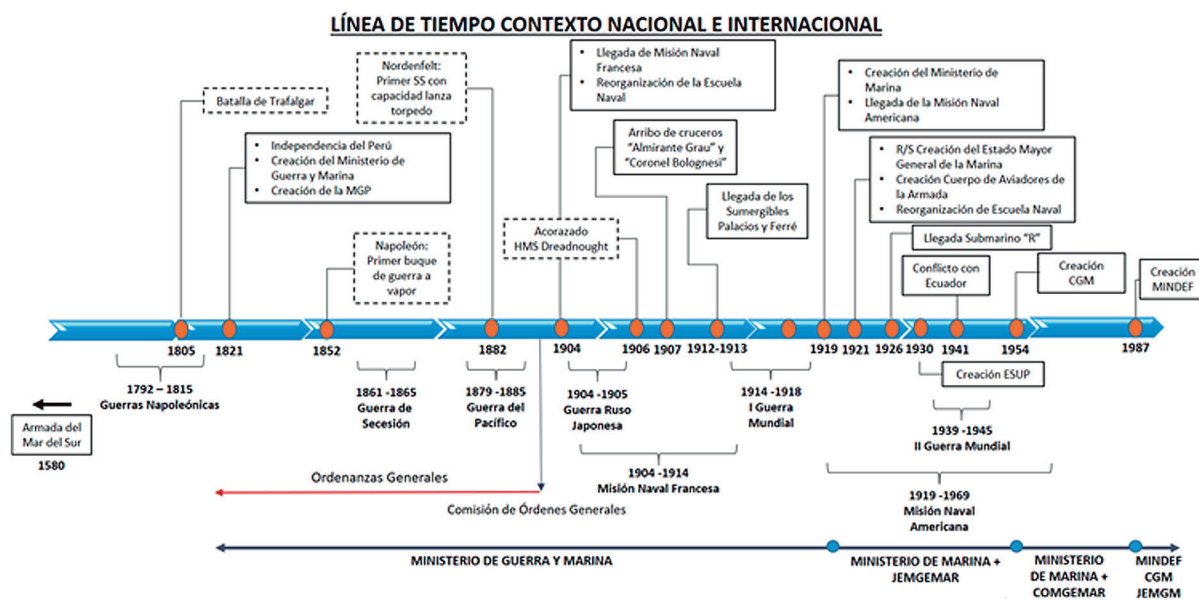 LÍNEA DE TIEMPO CONTEXTO NACIONAL E INTERNACIONAL
Batalla de Trafalgar
• Independencia del Perú
• Creación del Ministerio de
Guerra y Marina
• Creación de la MGP
Nordenfelt:
Primer SS con
capacidad lanza
torpedo
Napoleón:
Primer buque
de guerra a
vapor
• Llegada de Misión Naval
Francesa
• Reorganización de la Escuela
Naval
Arribo de cruceros
"Almirante Grau" y
"Coronel Bolognesi"
Acorazado
HMS Dreadnought
Llegada de los
Sumergibles
Palacios y Ferré
• Creación del Ministerio de
Marina
• Llegada de la Misión Naval
Americana
• R/S Creación del Estado Mayor
General de la Marina
• Creación Cuerpo de Aviadores de
la Armada
• Reorganización de Escuela Naval
Llegada Submarino "R"
Conflicto con
Ecuador
Creación
CGM
Creación
MINDEF
1805
1821
1852
1882
1904
1906
1907
1912-1913
1919
1921
1926
1930
1941
1954
1987
Creación ESUP
1792 – 1815
Guerras Napoleónicas
1861 -1865
Guerra de
Secesión
1879 -1885
Guerra del
Pacífico
1904 -1905
Guerra Ruso
Japonesa
1914 -1918
I Guerra
Mundial
1939 -1945
II Guerra Mundial
Armada del
Mar del Sur
1580
1904 -1914
Misión Naval Francesa
1919 -1969
Misión Naval
Americana
Ordenanzas Generales
Comisión de Órdenes Generales
MINISTERIO DE GUERRA Y MARINA
MINISTERIO DE MARINA +
JEMGEMAR
MINISTERIO
DE MARINA +
COMGEMAR
MINDEF
CGM
JEMGM